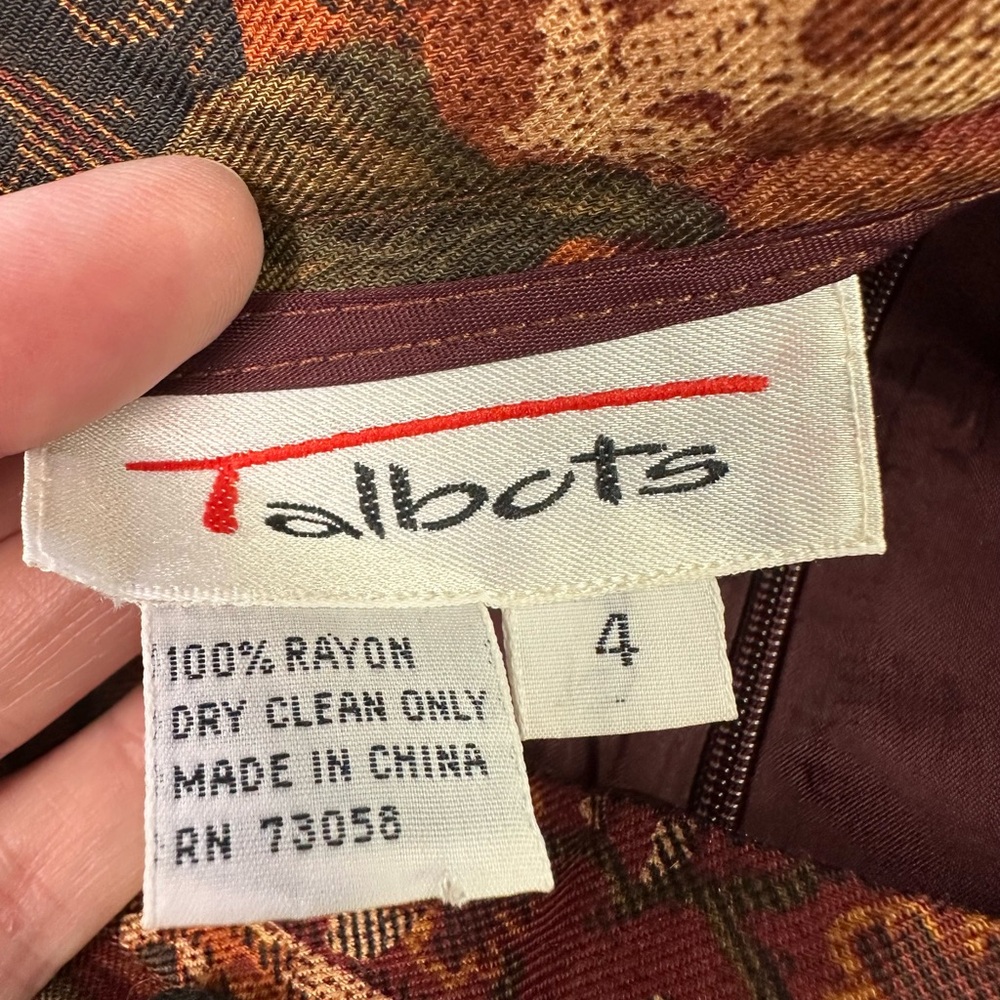 Talbots
100% RAYON
DRY CLEAN ONLY
MADE IN CHINA
RN 73058
4